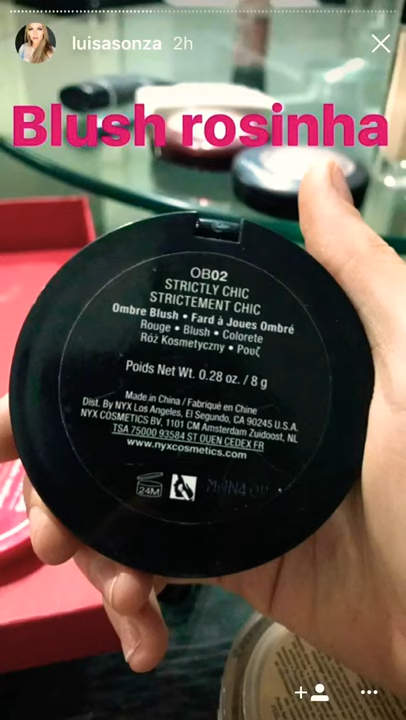 luisasonza 2h
Blush rosinha
OB02
STRICTLY CHIC
STRICTEMENT CHIC
Ombre Blush • Fard à Joues Ombré
Rouge • Blush • Colorete
Róż Kosmetyczny • Pouζ
Poids Net Wt. 0.28 oz. / 8 g
Made in China / Fabriqué en Chine
Dist. By NYX Los Angeles, El Segundo, CA 90245 U.S.A.
NYX COSMETICS BV, 1101 CM Amsterdam Zuidoost, NL
TSA 75000 93584 ST OUEN CEDEX FR
www.nyxcosmetics.com
24M